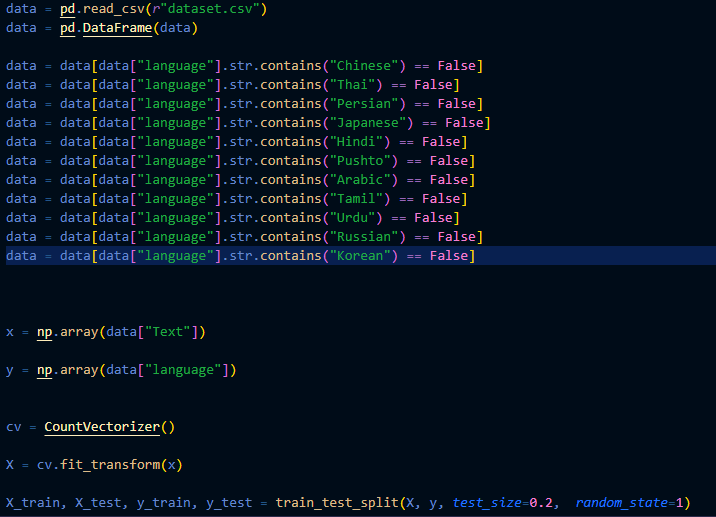 data = pd.read_csv(r"dataset.csv")
data = pd.DataFrame(data)
data = data[data["language"].str.contains("Chinese") == False]
data = data[data["language"].str.contains("Thai") == False]
data = data[data["language"].str.contains("Persian") == False]
data = data[data["language"].str.contains("Japanese") == False]
data = data[data["language"].str.contains("Hindi") == False]
data = data[data["language"].str.contains("Pushto") == False]
data = data[data["language"].str.contains("Arabic") == False]
data = data[data["language"].str.contains("Tamil") == False]
data = data[data["language"].str.contains("Urdu") == False]
data = data[data["language"].str.contains("Russian") == False]
data = data[data["language"].str.contains("Korean") == False]
x = np.array(data["Text"])
y = np.array(data["language"])
cv = CountVectorizer()
X = cv.fit_transform(x)
X_train, X_test, y_train, y_test = train_test_split(X, y, test_size=0.2,  random_state=1)